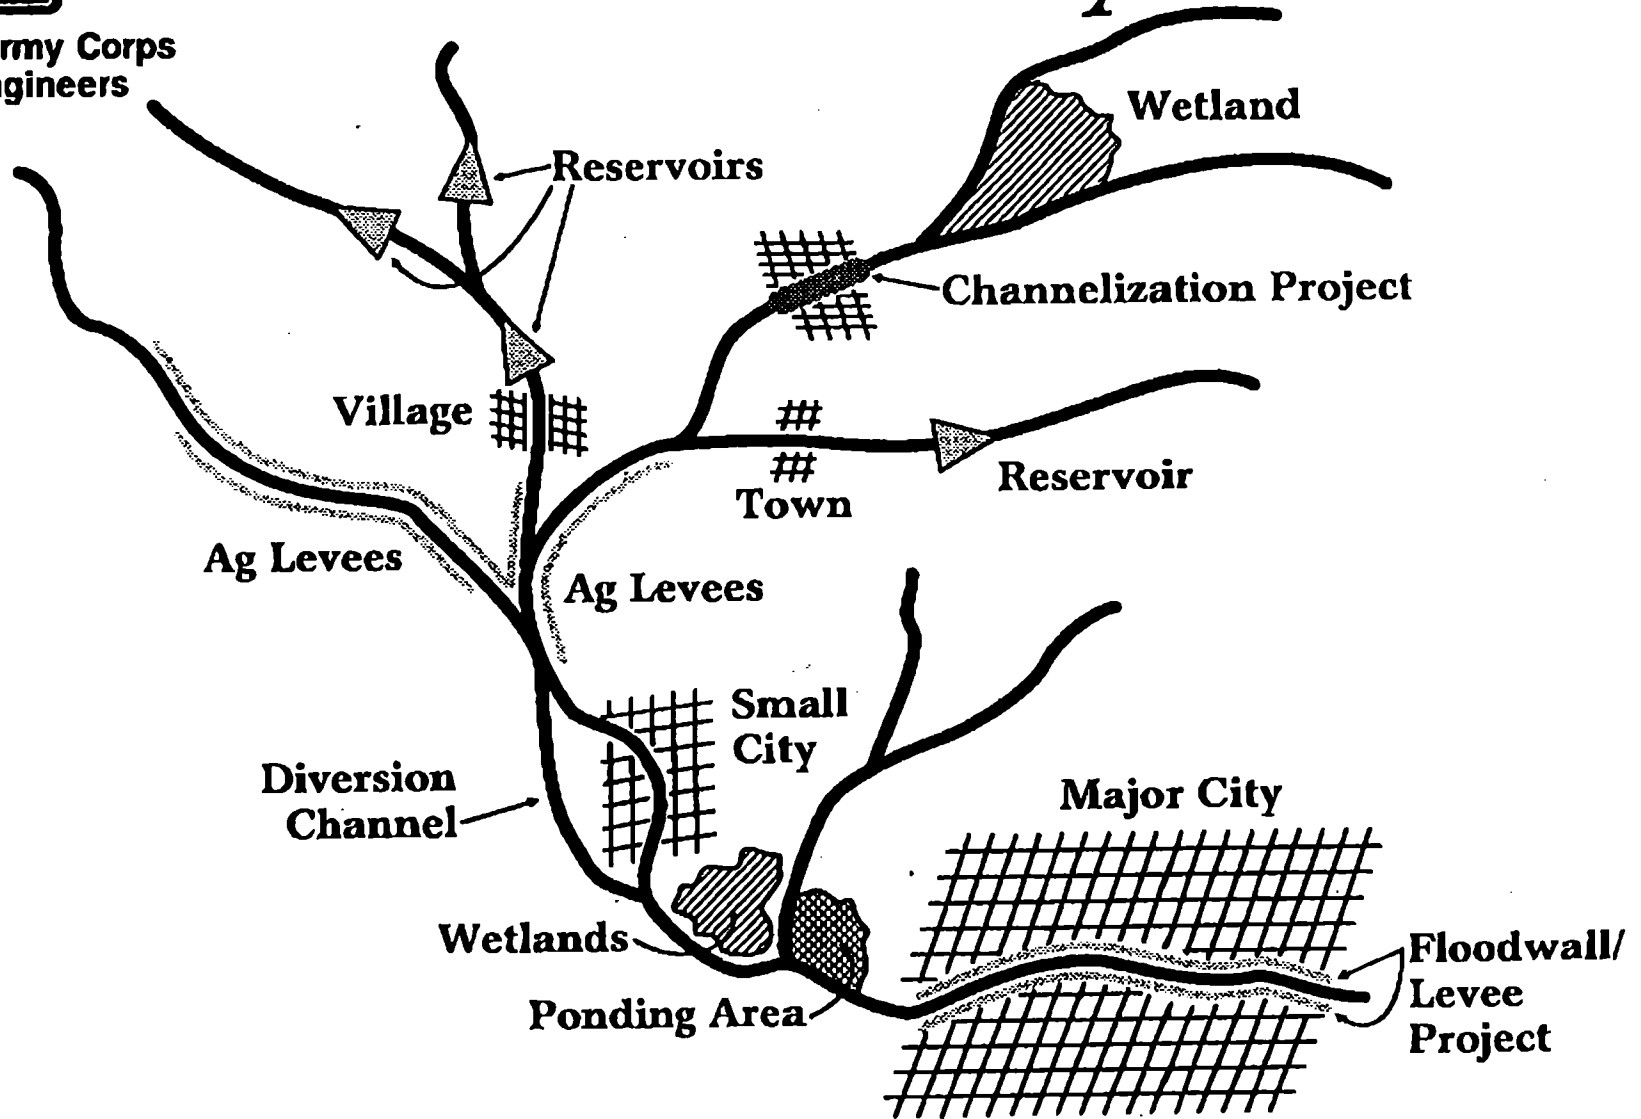 rmy Corps
gineers
Reservoirs
Wetland
Channelization Project
Village
Reservoir
Town
Ag Levees
Ag Levees
Small
City
Diversion
Channel
Major City
Wetlands
Ponding Area
Floodwall/
Levee
Project